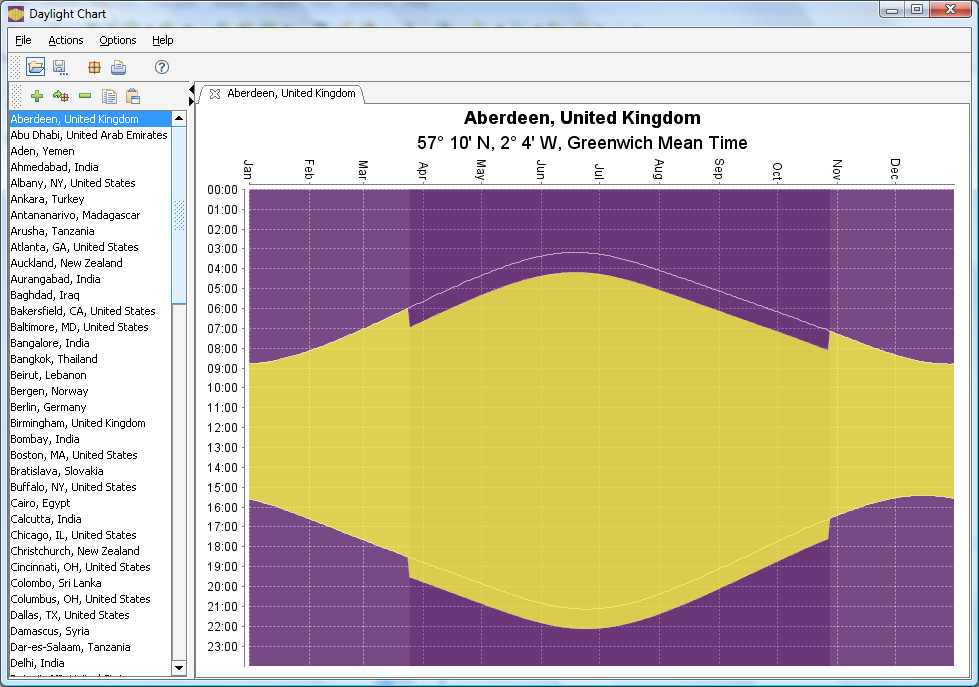 Daylight Chart
File Actions Options Help
Aberdeen, United Kingdom
Aberdeen, United Kingdom
57° 10' N, 2° 4' W, Greenwich Mean Time
Jan Feb Mar Apr May Jun Jul Aug Sep Oct Nov Dec
00:00
01:00
02:00
03:00
04:00
05:00
06:00
07:00
08:00
09:00
10:00
11:00
12:00
13:00
14:00
15:00
16:00
17:00
18:00
19:00
20:00
21:00
22:00
23:00
Aberdeen, United Kingdom
Abu Dhabi, United Arab Emirates
Aden, Yemen
Ahmedabad, India
Albany, NY, United States
Ankara, Turkey
Antananarivo, Madagascar
Arusha, Tanzania
Atlanta, GA, United States
Auckland, New Zealand
Aurangabad, India
Baghdad, Iraq
Bakersfield, CA, United States
Baltimore, MD, United States
Bangalore, India
Bangkok, Thailand
Beirut, Lebanon
Bergen, Norway
Berlin, Germany
Birmingham, United Kingdom
Bombay, India
Boston, MA, United States
Bratislava, Slovakia
Buffalo, NY, United States
Cairo, Egypt
Calcutta, India
Chicago, IL, United States
Christchurch, New Zealand
Cincinnati, OH, United States
Colombo, Sri Lanka
Columbus, OH, United States
Dallas, TX, United States
Damascus, Syria
Dar-es-Salaam, Tanzania
Delhi, India